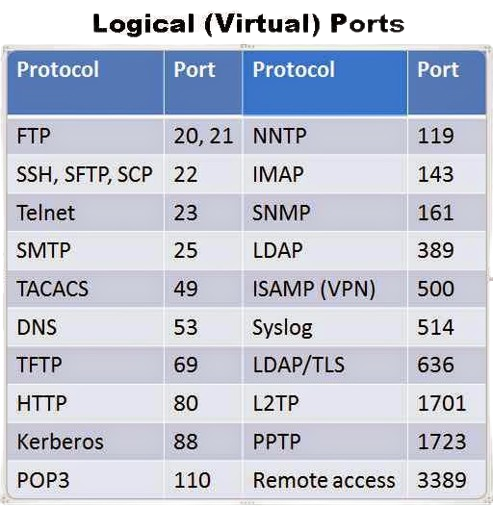 Logical (Virtual) Ports
Protocol Port Protocol Port
FTP 20, 21 NNTP 119
SSH, SFTP, SCP 22 IMAP 143
Telnet 23 SNMP 161
SMTP 25 LDAP 389
TACACS 49 ISAMP (VPN) 500
DNS 53 Syslog 514
TFTP 69 LDAP/TLS 636
HTTP 80 L2TP 1701
Kerberos 88 PPTP 1723
POP3 110 Remote access 3389